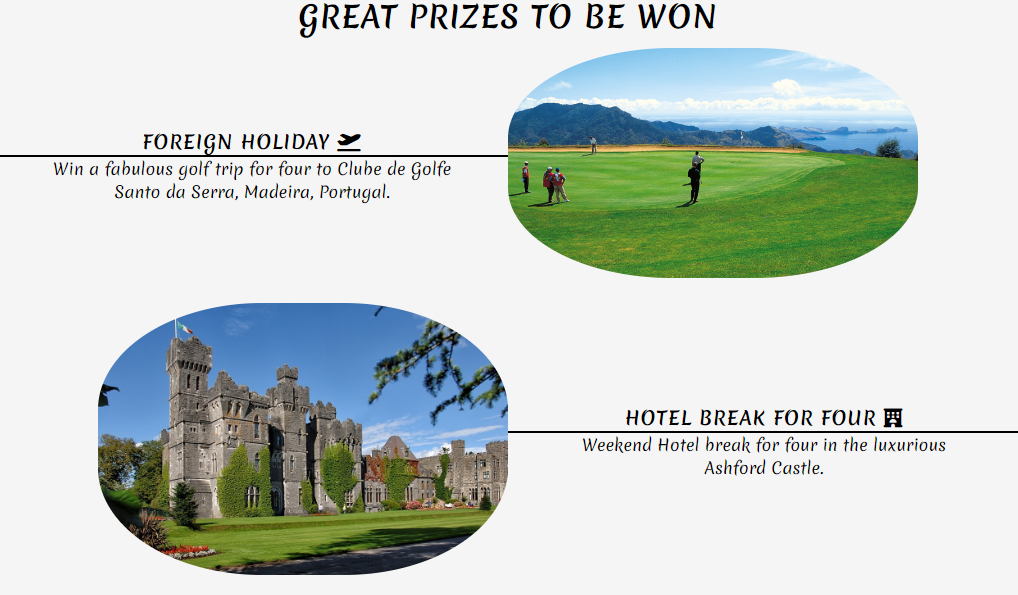 GREAT PRIZES TO BE WON
FOREIGN HOLIDAY
Win a fabulous golf trip for four to Clube de Golfe
Santo da Serra, Madeira, Portugal.
HOTEL BREAK FOR FOUR
Weekend Hotel break for four in the luxurious
Ashford Castle.